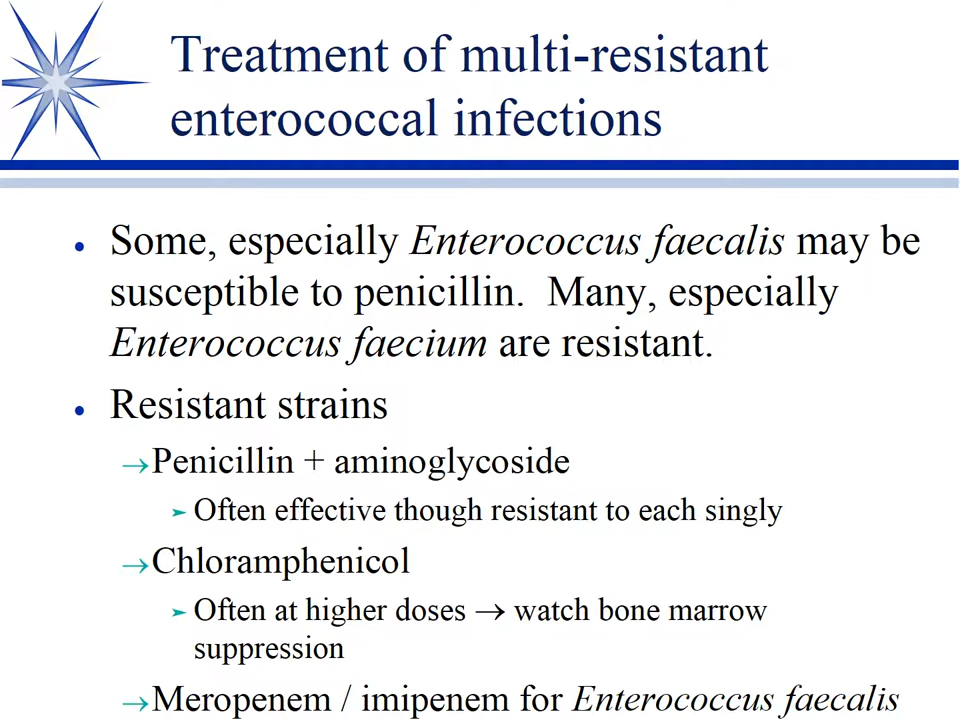 Treatment of multi-resistant
enterococcal infections
• Some, especially Enterococcus faecalis may be
susceptible to penicillin.  Many, especially
Enterococcus faecium are resistant.
• Resistant strains
→Penicillin + aminoglycoside
➤ Often effective though resistant to each singly
→Chloramphenicol
➤ Often at higher doses → watch bone marrow
suppression
→Meropenem / imipenem for Enterococcus faecalis